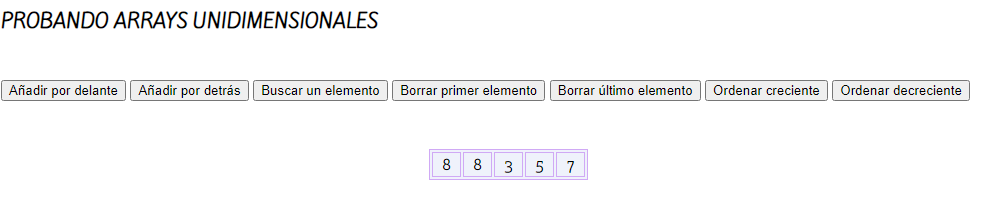 PROBANDO ARRAYS UNIDIMENSIONALES
Añadir por delante Añadir por detrás Buscar un elemento Borrar primer elemento Borrar último elemento Ordenar creciente Ordenar decreciente
8 8 3 5 7